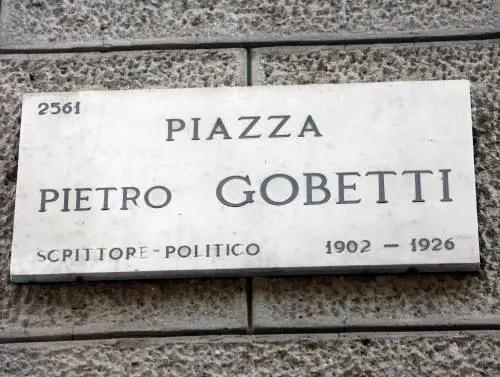 2561
PIAZZA
PIETRO GOBETTI
SCRITTORE-POLITICO 1902 – 1926